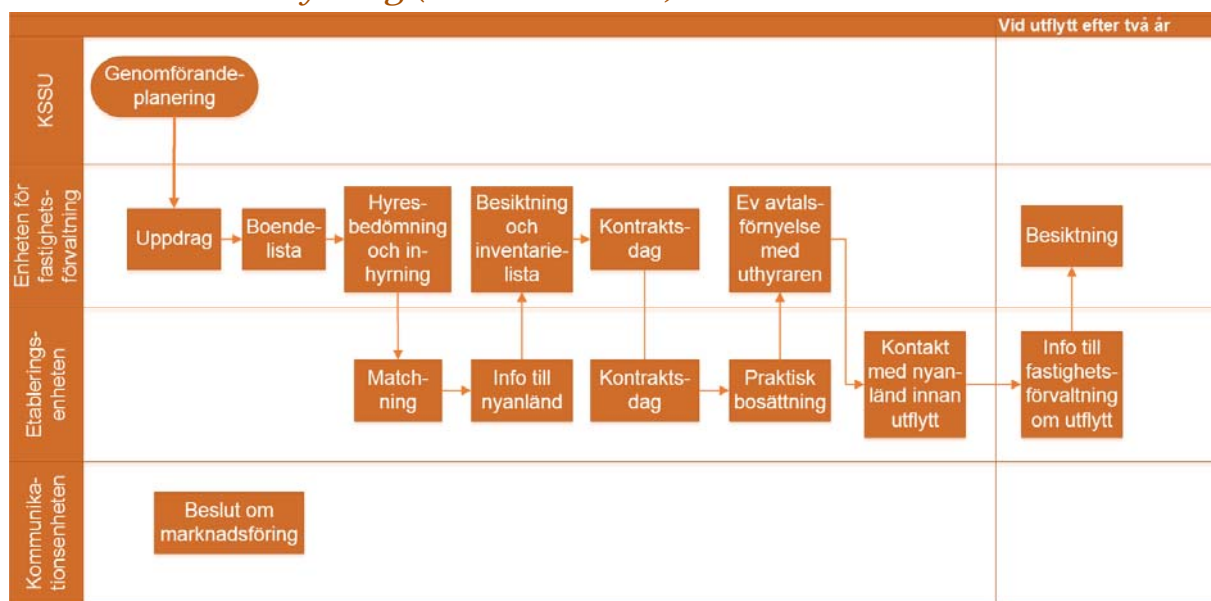 Vid utflytt efter två år
KSSU
Genomförande-
planering
Enheten för
fastighets-
förvaltning
Uppdrag
Boende-
lista
Hyres-
bedömning
och in-
hyrning
Besiktning
och
inventarie-
lista
Kontrakts-
dag
Ev avtals-
förnyelse
med
uthyraren
Besiktning
Etablerings-
enheten
Match-
ning
Info till
nyanländ
Kontrakts-
dag
Praktisk
bosättning
Kontakt
med nyan-
länd innan
utflytt
Info till
fastighets-
förvaltning
om utflytt
Kommunika-
tionsenheten
Beslut om
marknadsföring